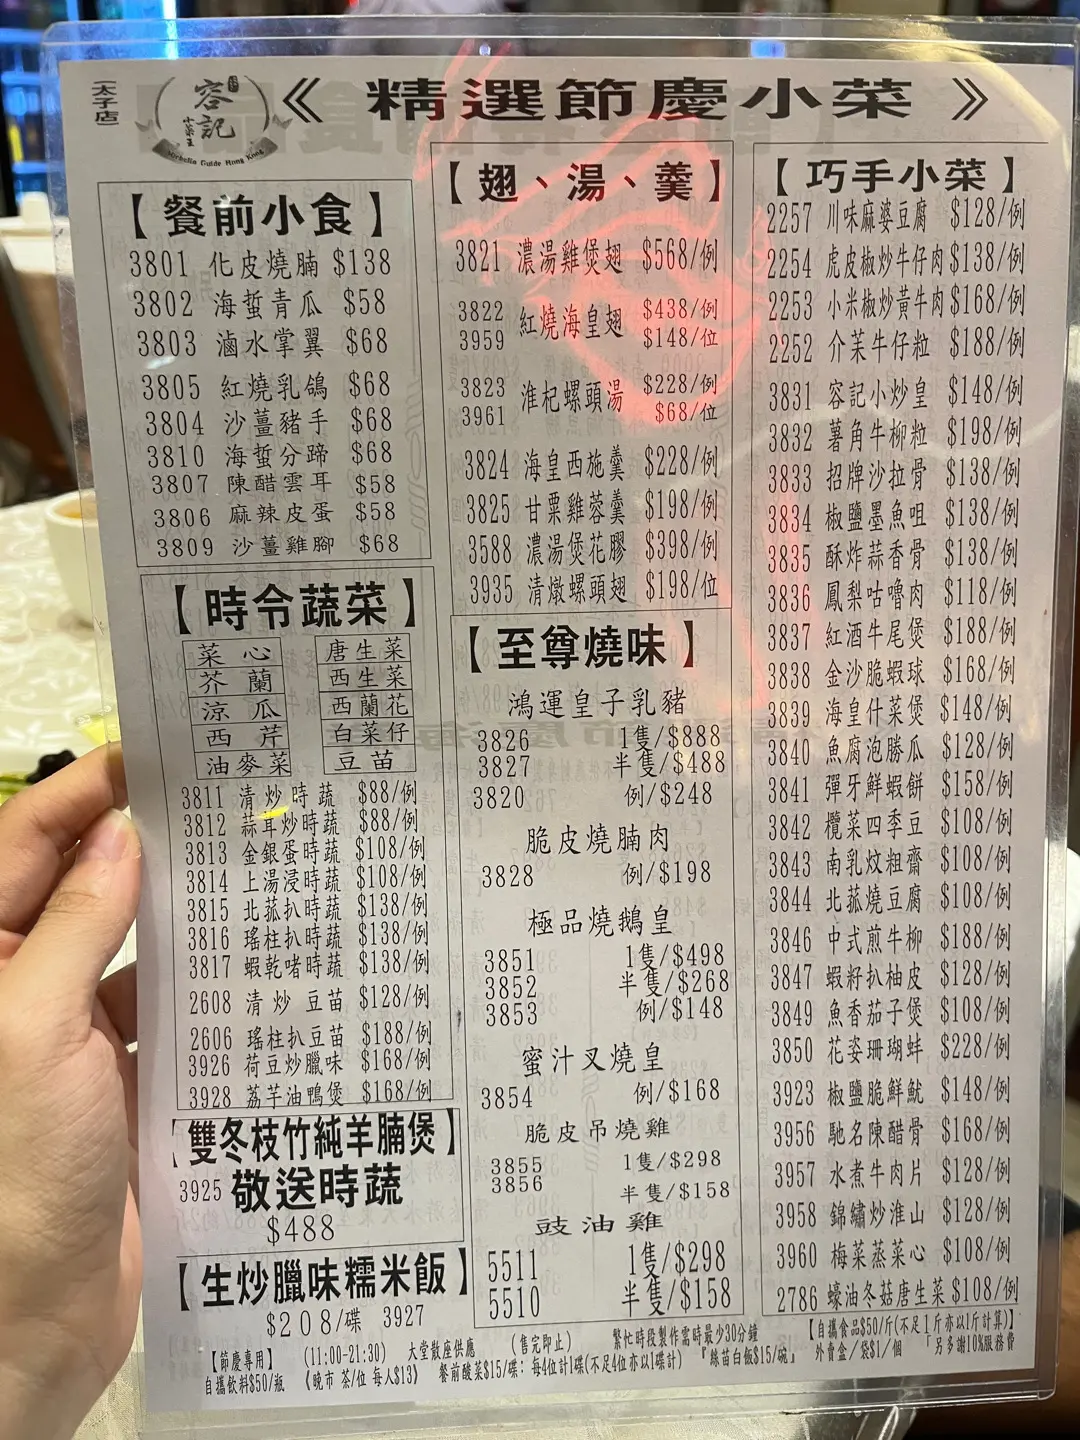 (太子店)
容記
菜王
《 精選節慶小菜 》
【餐前小食】
3801 化皮燒腩 $138
3802 海蜇青瓜 $58
3803 滷水掌翼 $68
3805 紅燒乳鴿 $68
3804 沙薑豬手 $68
3810 海蜇分蹄 $68
3807 陳醋雲耳 $58
3806 麻辣皮蛋 $58
3809 沙薑雞腳 $68
【時令蔬菜】
菜心 唐生菜
芥蘭 西生菜
涼瓜 西蘭花
西芹 白菜仔
油麥菜 豆苗
3811 清炒時蔬 $88/例
3812 蒜茸炒時蔬 $88/例
3813 金銀蛋時蔬 $108/例
3814 上湯浸時蔬 $108/例
3815 北菰扒時蔬 $138/例
3816 瑤柱扒時蔬 $138/例
3817 蝦乾啫時蔬 $138/例
2608 清炒豆苗 $128/例
2606 瑤柱扒豆苗 $188/例
3926 荷豆炒臘味 $168/例
3928 荔芋油鴨煲 $168/例
【雙冬枝竹純羊腩煲】
3925 敬送時蔬
$488
【生炒臘味糯米飯】
$208/碟 3927
【翅、湯、羹】
3821 濃湯雞煲翅 $568/例
3822 紅燒海皇翅 $438/例
3959 $148/位
3823 淮杞螺頭湯 $228/例
3961 $68/位
3824 海皇西施羹 $228/例
3825 甘粟雞蓉羹 $198/例
3588 濃湯煲花膠 $398/例
3935 清燉螺頭翅 $198/位
【至尊燒味】
鴻運皇子乳豬
3826 1隻/$888
3827 半隻/$488
3820 例/$248
脆皮燒腩肉
3828 例/$198
極品燒鵝皇
3851 1隻/$498
3852 半隻/$268
3853 例/$148
蜜汁叉燒皇
3854 例/$168
脆皮吊燒雞
3855 1隻/$298
3856 半隻/$158
豉油雞
5511 1隻/$298
5510 半隻/$158
【巧手小菜】
2257 川味麻婆豆腐 $128/例
2254 虎皮椒炒牛仔肉 $138/例
2253 小米椒炒黃牛肉 $168/例
2252 介茉牛仔粒 $188/例
3831 容記小炒皇 $148/例
3832 薯角牛柳粒 $198/例
3833 招牌沙拉骨 $138/例
3834 椒鹽墨魚咀 $138/例
3835 酥炸蒜香骨 $138/例
3836 鳳梨咕嚕肉 $118/例
3837 紅酒牛尾煲 $188/例
3838 金沙脆蝦球 $168/例
3839 海皇什菜煲 $148/例
3840 魚腐泡勝瓜 $128/例
3841 彈牙鮮蝦餅 $158/例
3842 欖菜四季豆 $108/例
3843 南乳炆粗齋 $108/例
3844 北菰燒豆腐 $108/例
3846 中式煎牛柳 $188/例
3847 蝦籽扒柚皮 $128/例
3849 魚香茄子煲 $108/例
3850 花姿珊瑚蚌 $228/例
3923 椒鹽脆鮮魷 $148/例
3956 馳名陳醋骨 $168/例
3957 水煮牛肉片 $128/例
3958 錦繡炒淮山 $128/例
3960 梅菜蒸菜心 $108/例
2786 蠔油冬菇唐生菜 $108/例
【節慶專用】 (11:00-21:30) 大堂散座供應 (售完即止) 繁忙時段製作需時最少30分鐘 【自攜食品$50/斤(不足1斤亦以1斤計算)】
自攜飲料$50/瓶 《晚市 茶/位 每人$13》 餐前酸菜$15/碟：每4位計1碟(不足4位亦以1碟計) 『絲苗白飯$15/碗』 外賣盒/袋$1/個 「另多謝10%服務費